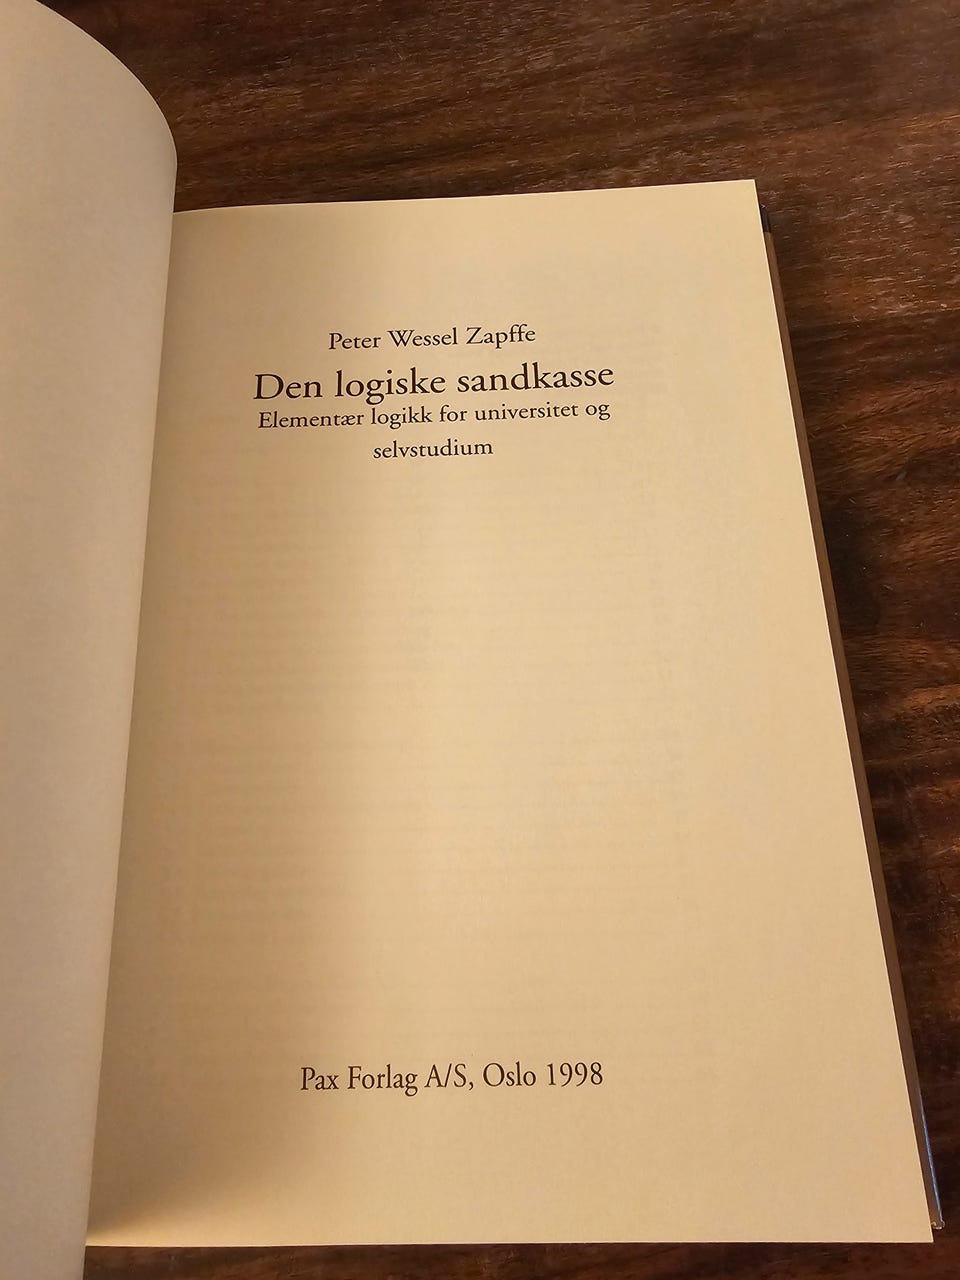 Peter Wessel Zapffe
Den logiske sandkasse
Elementær logikk for universitet og
selvstudium
Pax Forlag A/S, Oslo 1998